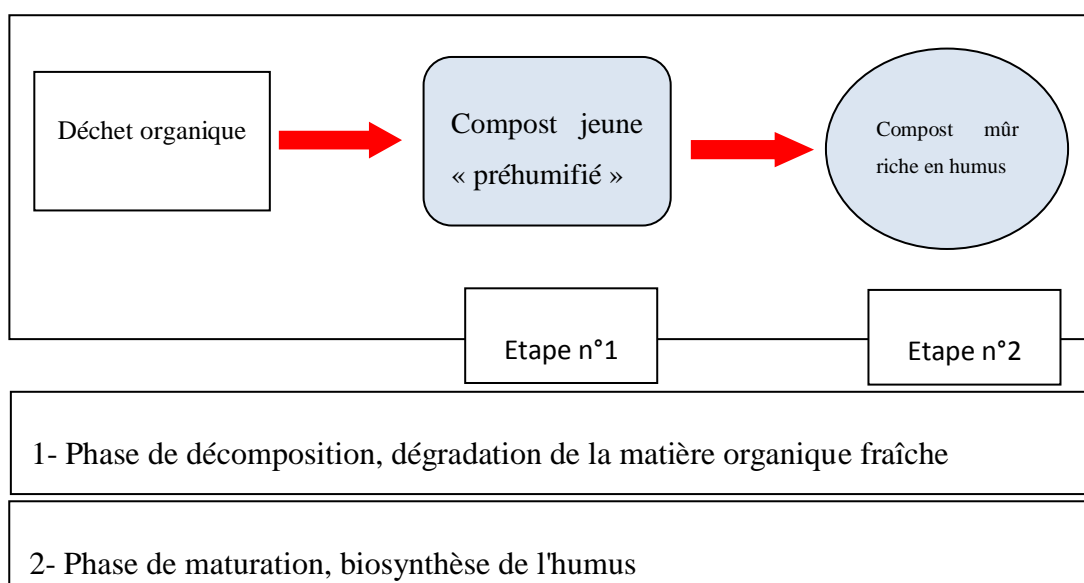 Déchet organique
Compost jeune
« préhumifié »
Compost mûr
riche en humus
Etape n°1
Etape n°2
1- Phase de décomposition, dégradation de la matière organique fraîche
2- Phase de maturation, biosynthèse de l'humus